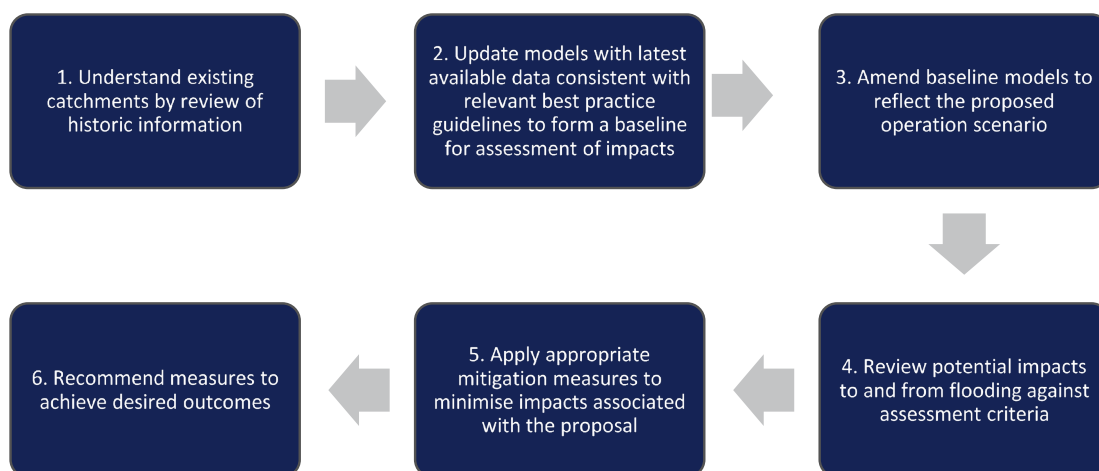 1. Understand existing
catchments by review of
historic information
2. Update models with latest
available data consistent with
relevant best practice
guidelines to form a baseline
for assessment of impacts
3. Amend baseline models to
reflect the proposed
operation scenario
4. Review potential impacts
to and from flooding against
assessment criteria
5. Apply appropriate
mitigation measures to
minimise impacts associated
with the proposal
6. Recommend measures to
achieve desired outcomes